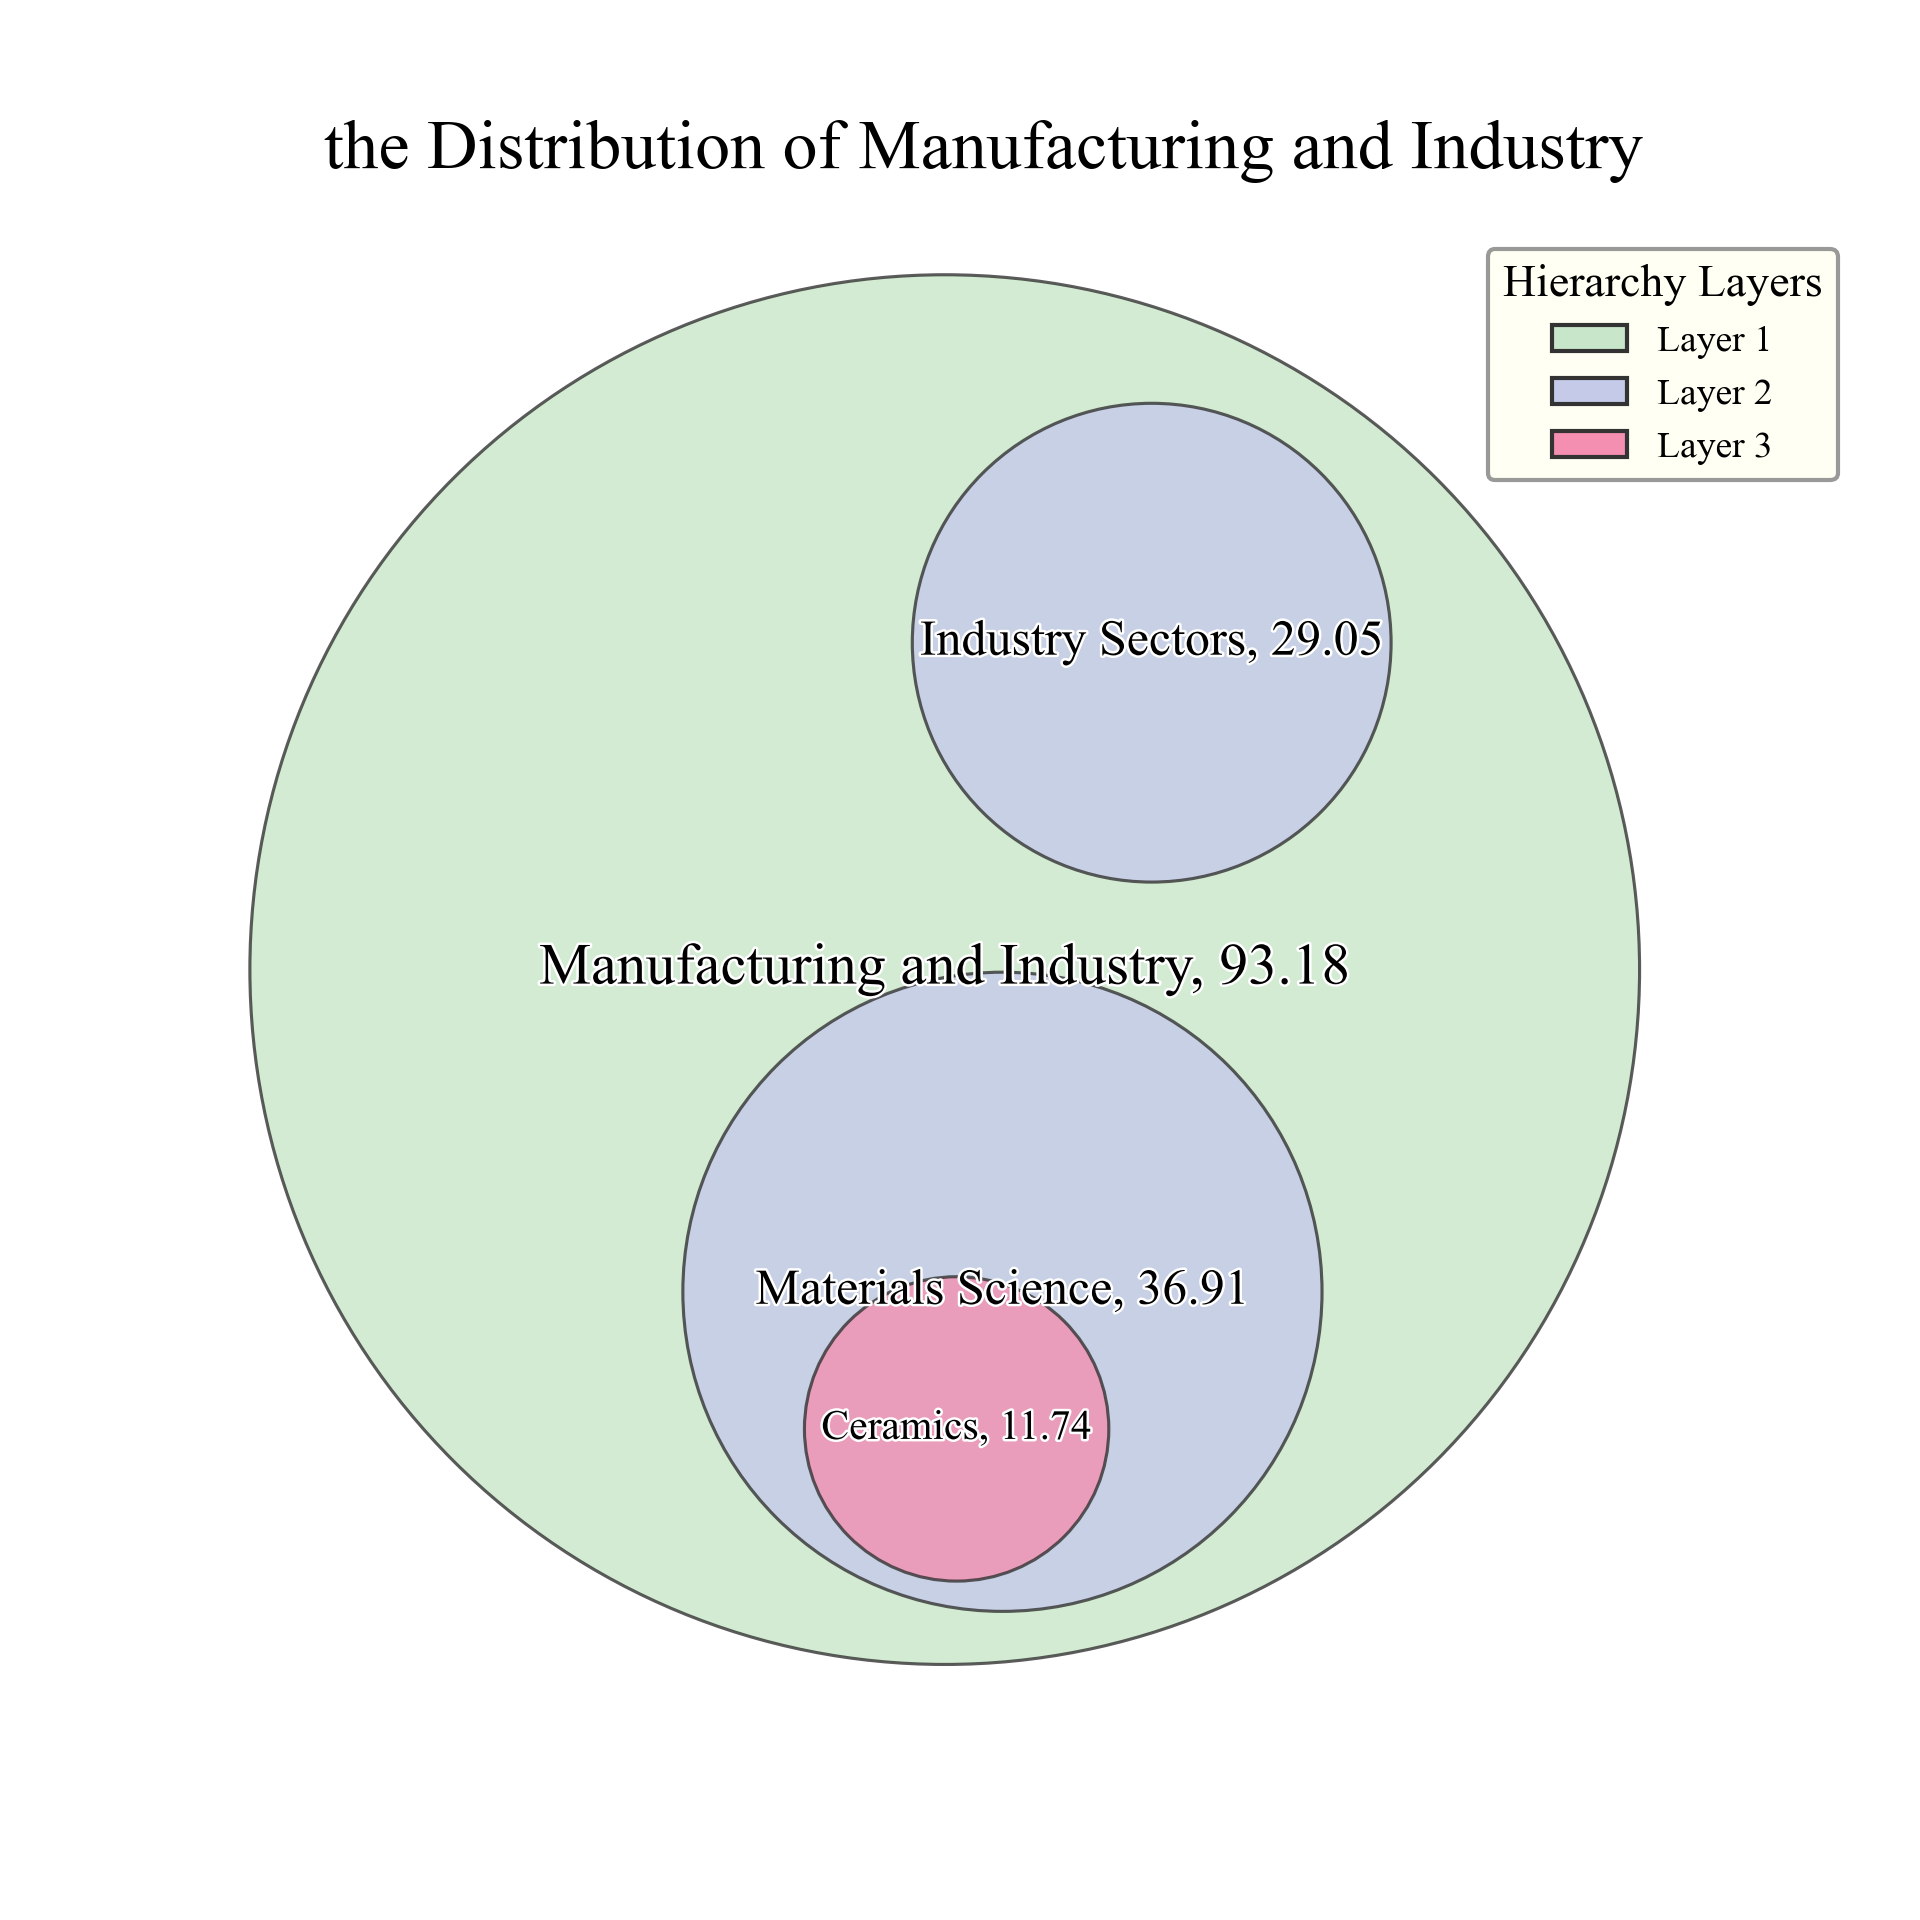 the Distribution of Manufacturing and Industry
Hierarchy Layers
Layer 1
Layer 2
Layer 3
Industry Sectors, 29.05
Manufacturing and Industry, 93.18
Materials Science, 36.91
Ceramics, 11.74